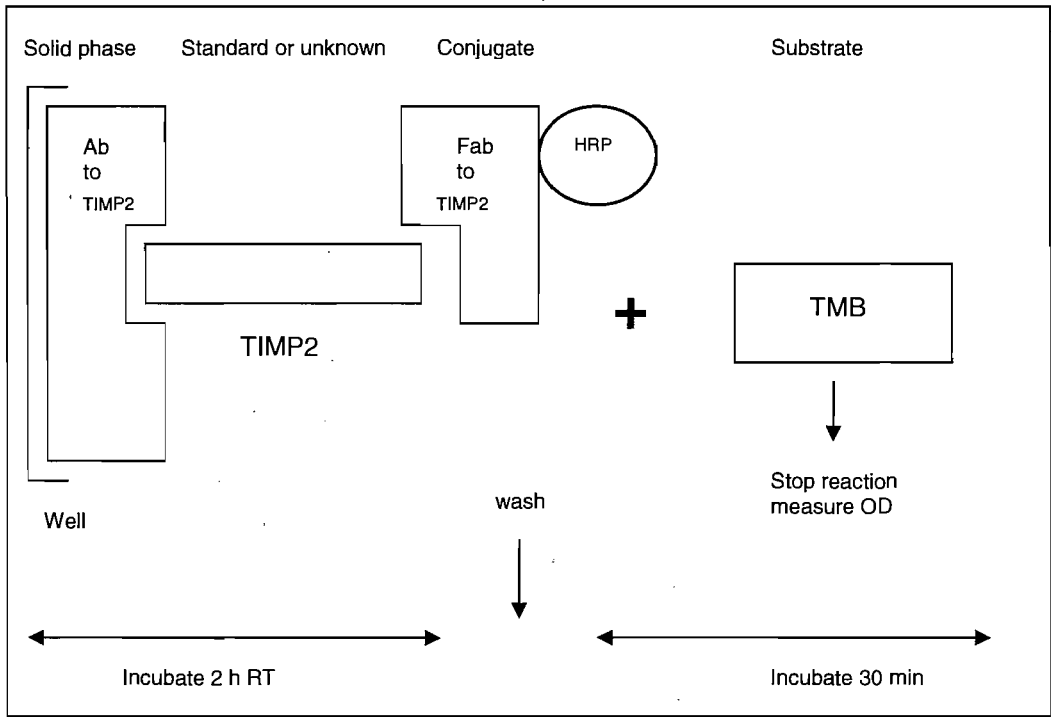 Solid phase
Standard or unknown
Conjugate
Substrate
Ab
to
TIMP2
Fab
to
TIMP2
HRP
TIMP2
+
TMB
Stop reaction
measure OD
Well
wash
Incubate 2 h RT
Incubate 30 min